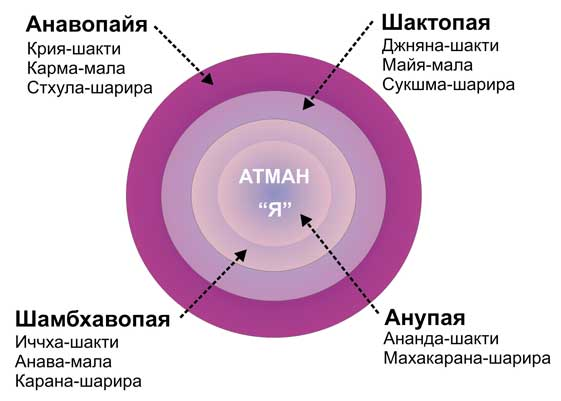 Анавопайя
Крия-шакти
Карма-мала
Стхула-шарира
Шактопая
Джняна-шакти
Майя-мала
Сукшма-шарира
АТМАН
“Я”
Шамбхавопая
Иччха-шакти
Анава-мала
Карана-шарира
Анупая
Ананда-шакти
Махакарана-шарира